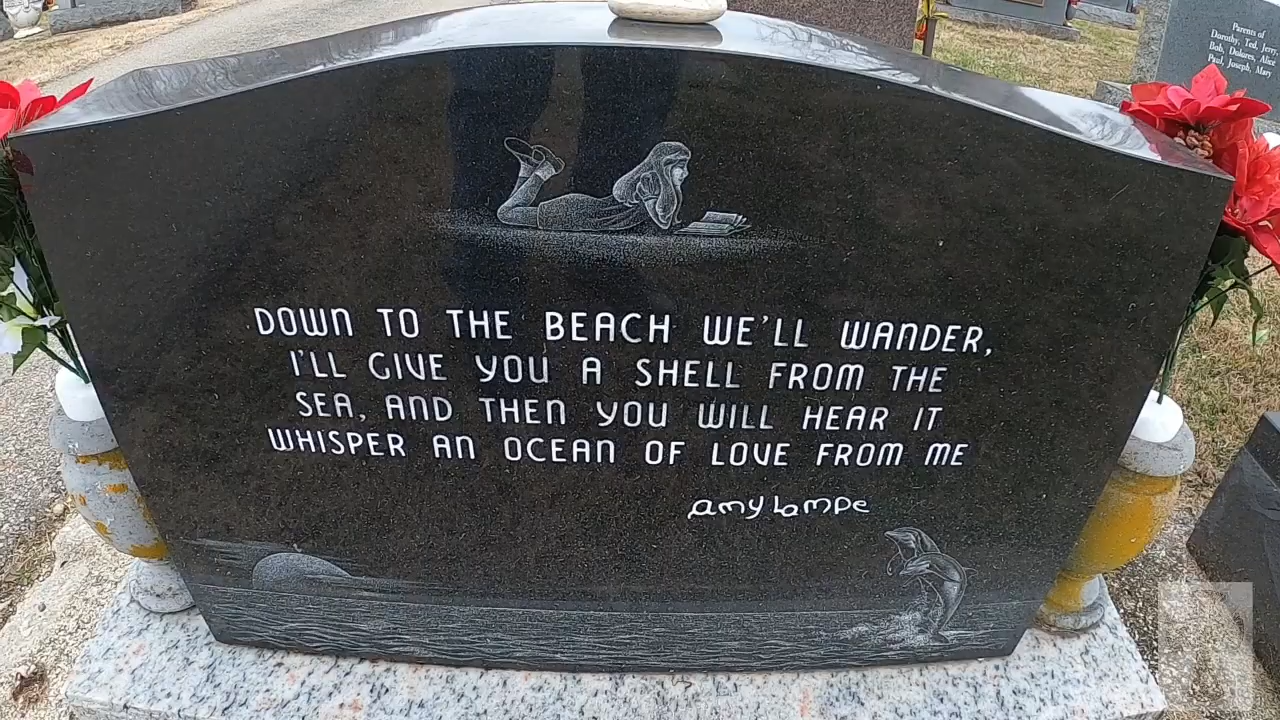 Parents of
Dorothy, Ted, Jerry
Bob, Dolores, Alice
Paul, Joseph, Mary
DOWN TO THE BEACH WE'LL WANDER,
I'LL GIVE YOU A SHELL FROM THE
SEA, AND THEN YOU WILL HEAR IT
WHISPER AN OCEAN OF LOVE FROM ME
amy Lampe